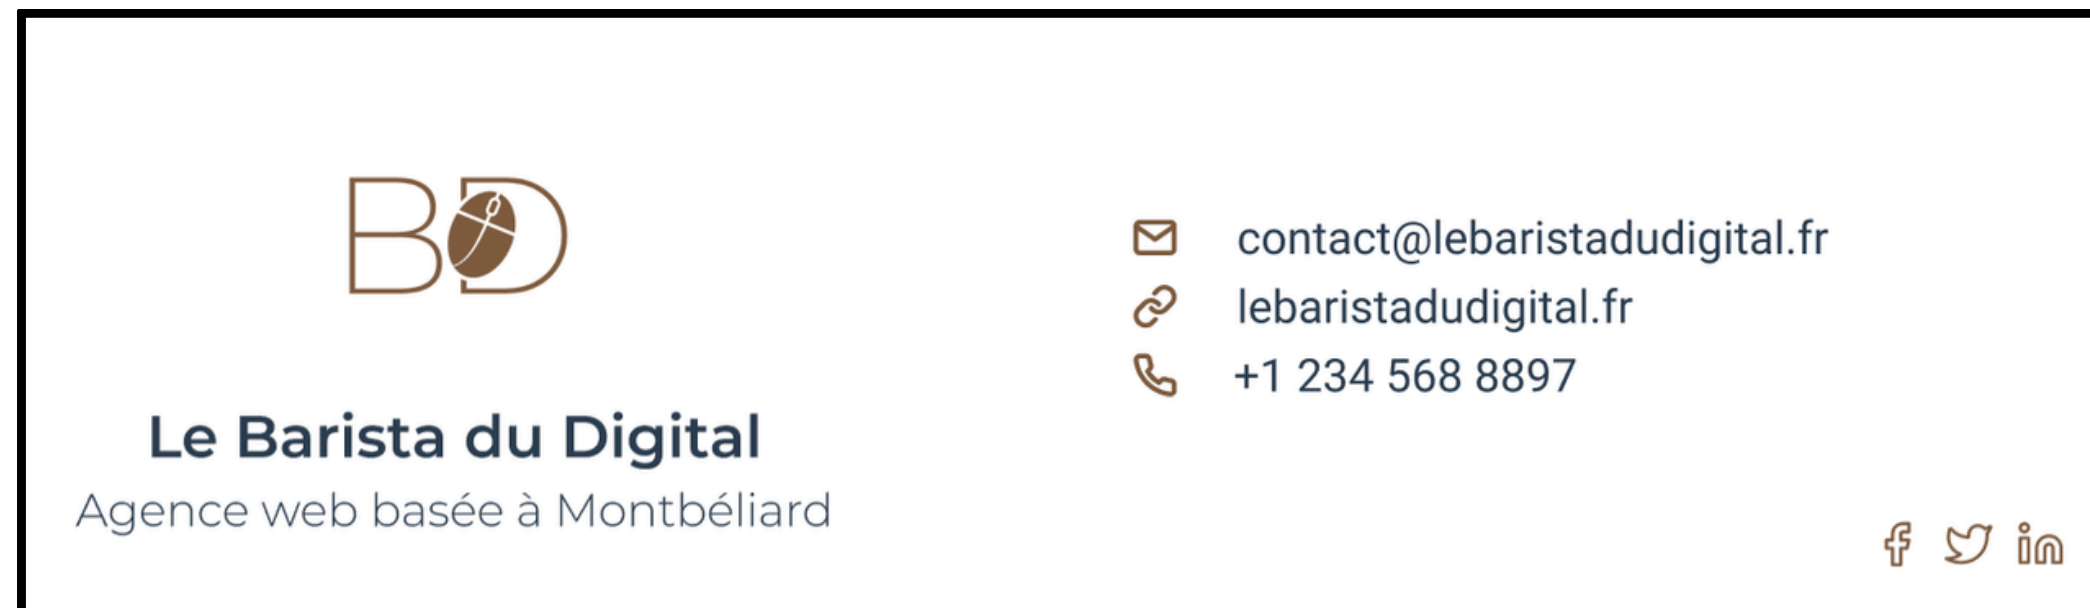 BD
Le Barista du Digital
Agence web basée à Montbéliard
contact@lebaristadudigital.fr
lebaristadudigital.fr
+1 234 568 8897